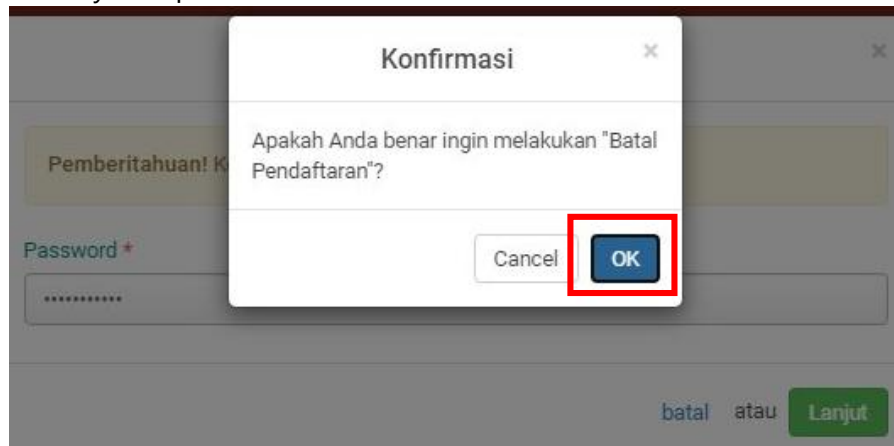 Konfirmasi ×
×
Apakah Anda benar ingin melakukan "Batal
Pendaftaran"?
Pemberitahuan!
Cancel OK
Password *
•••••••••••
batal atau Lanjut